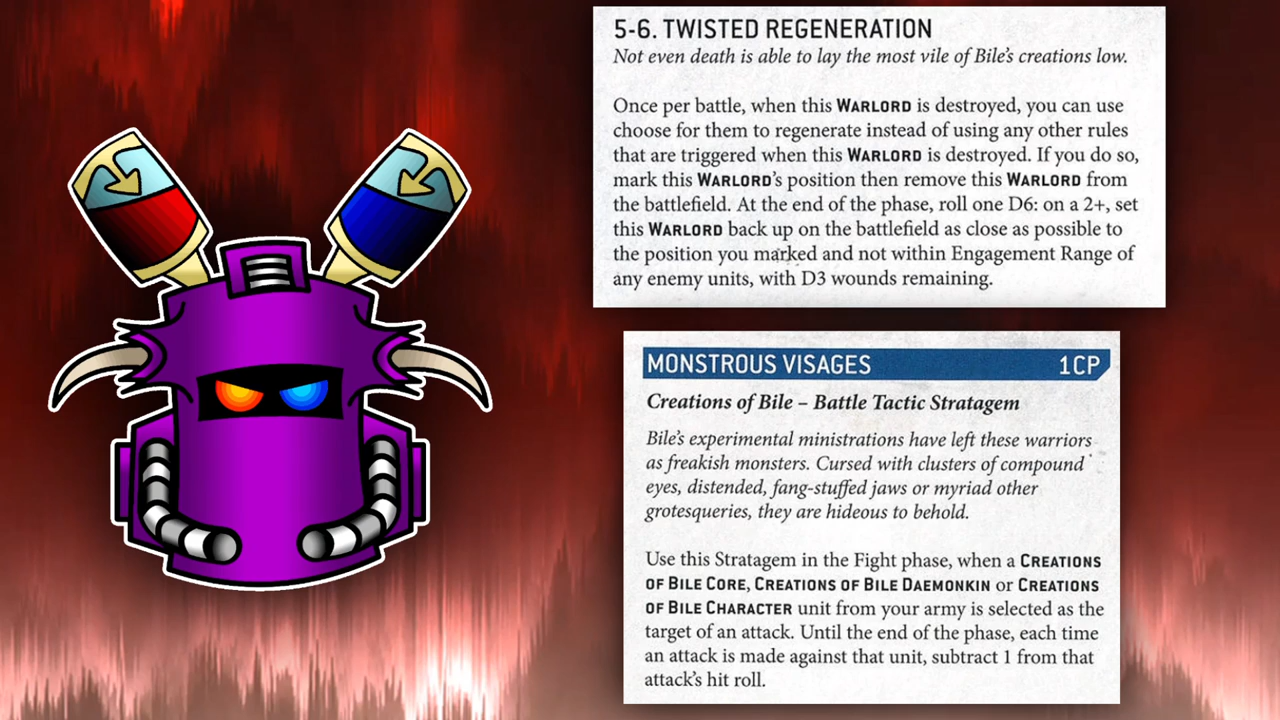 5-6. TWISTED REGENERATION
Not even death is able to lay the most vile of Bile's creations low.
Once per battle, when this WARLORD is destroyed, you can use
choose for them to regenerate instead of using any other rules
that are triggered when this WARLORD is destroyed. If you do so,
mark this WARLORD's position then remove this WARLORD from
the battlefield. At the end of the phase, roll one D6: on a 2+, set
this WARLORD back up on the battlefield as close as possible to
the position you marked and not within Engagement Range of
any enemy units, with D3 wounds remaining.
MONSTROUS VISAGES 1CP
Creations of Bile – Battle Tactic Stratagem
Bile's experimental ministrations have left these warriors
as freakish monsters. Cursed with clusters of compound
eyes, distended, fang-stuffed jaws or myriad other
grotesqueries, they are hideous to behold.
Use this Stratagem in the Fight phase, when a CREATIONS
OF BILE CORE, CREATIONS OF BILE DAEMONKIN or CREATIONS
OF BILE CHARACTER unit from your army is selected as the
target of an attack. Until the end of the phase, each time
an attack is made against that unit, subtract 1 from that
attack's hit roll.